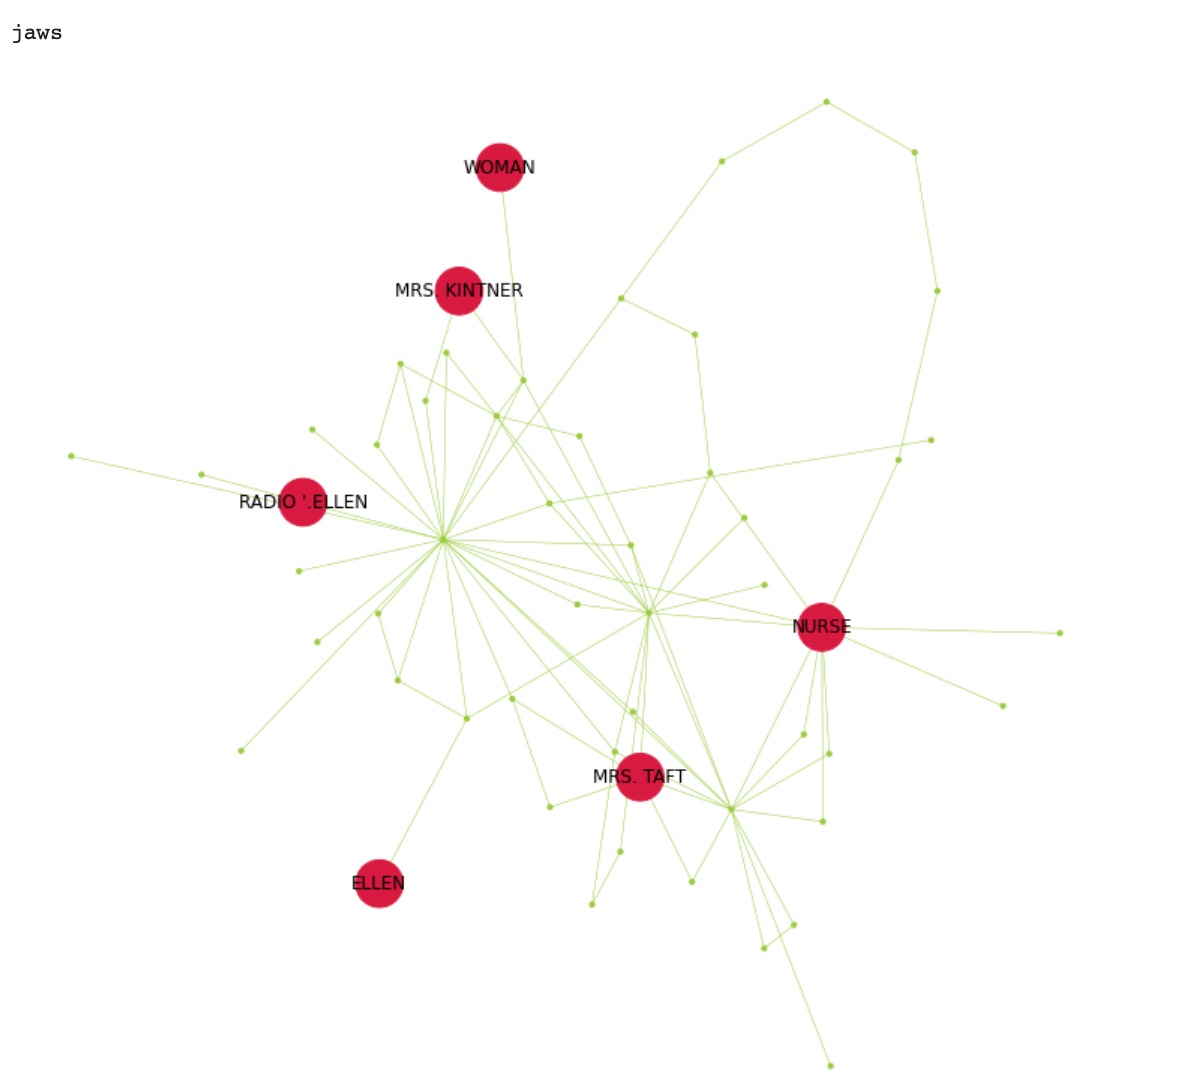 jaws
WOMAN
MRS. KINTNER
RADIO '.ELLEN
NURSE
MRS. TAFT
ELLEN